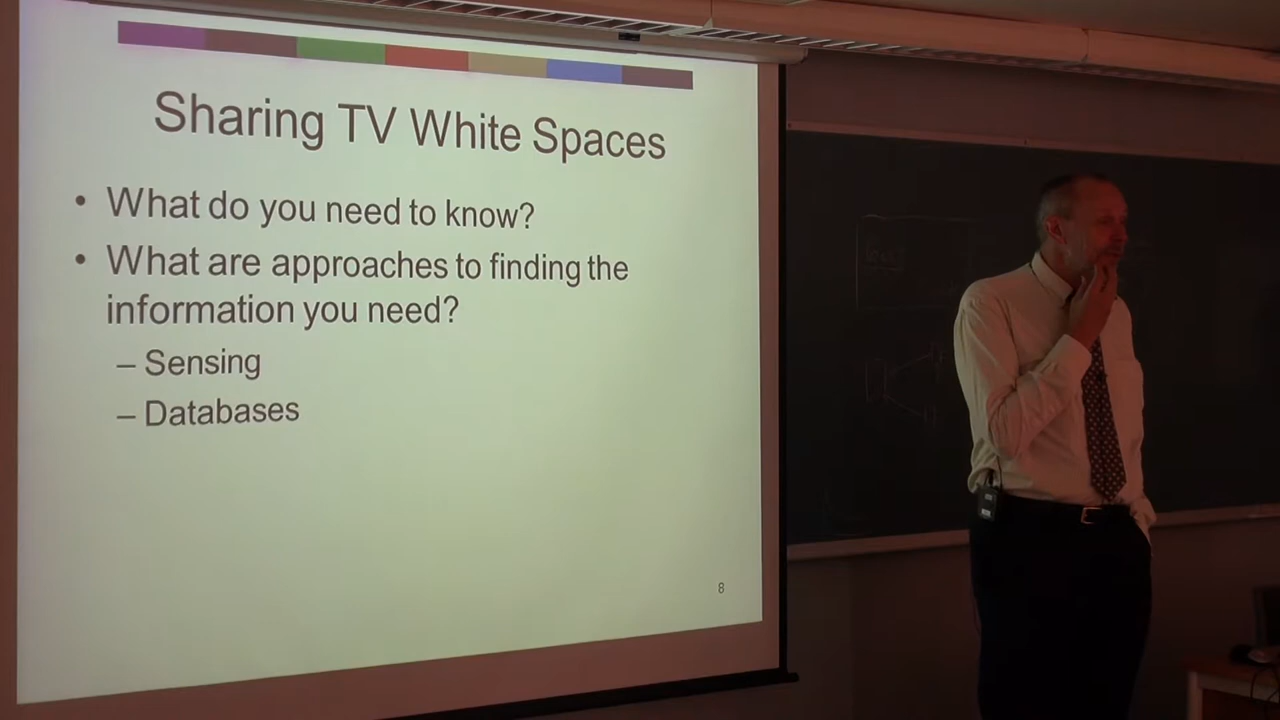 Sharing TV White Spaces
• What do you need to know?
• What are approaches to finding the
information you need?
– Sensing
– Databases
8